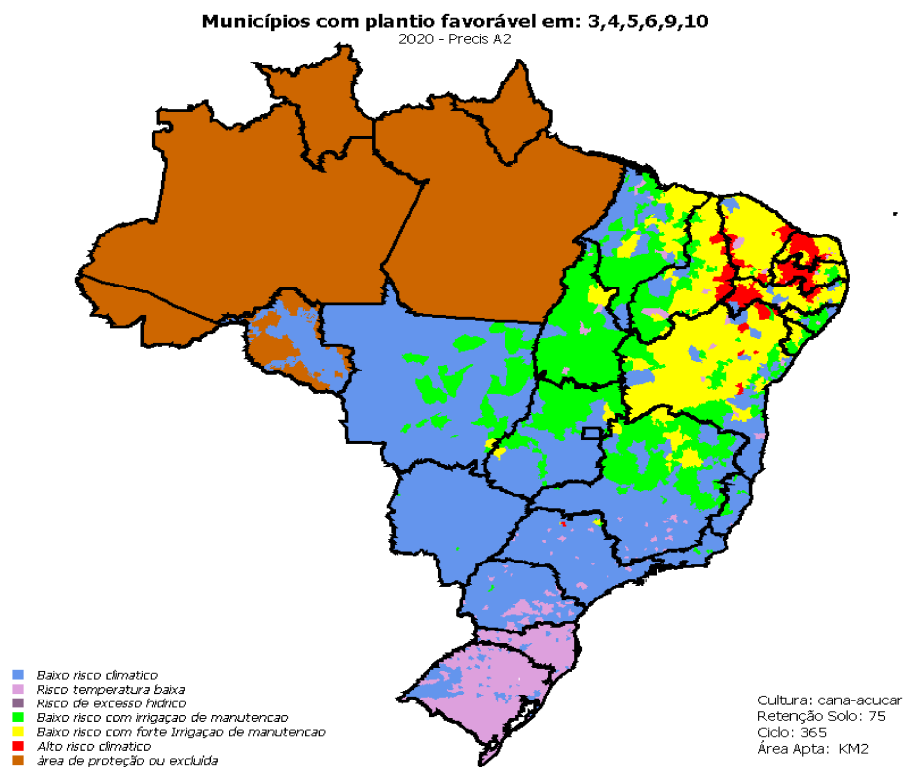 Municípios com plantio favorável em: 3,4,5,6,9,10
2020 - Precis A2
Baixo risco climatico
Risco temperatura baixa
Risco de excesso hidrico
Baixo risco com irrigaçao de manutencao
Baixo risco com forte Irrigaçao de manutencao
Alto risco climatico
área de proteção ou excluída
Cultura: cana-acucar
Retenção Solo: 75
Ciclo: 365
Área Apta: KM2